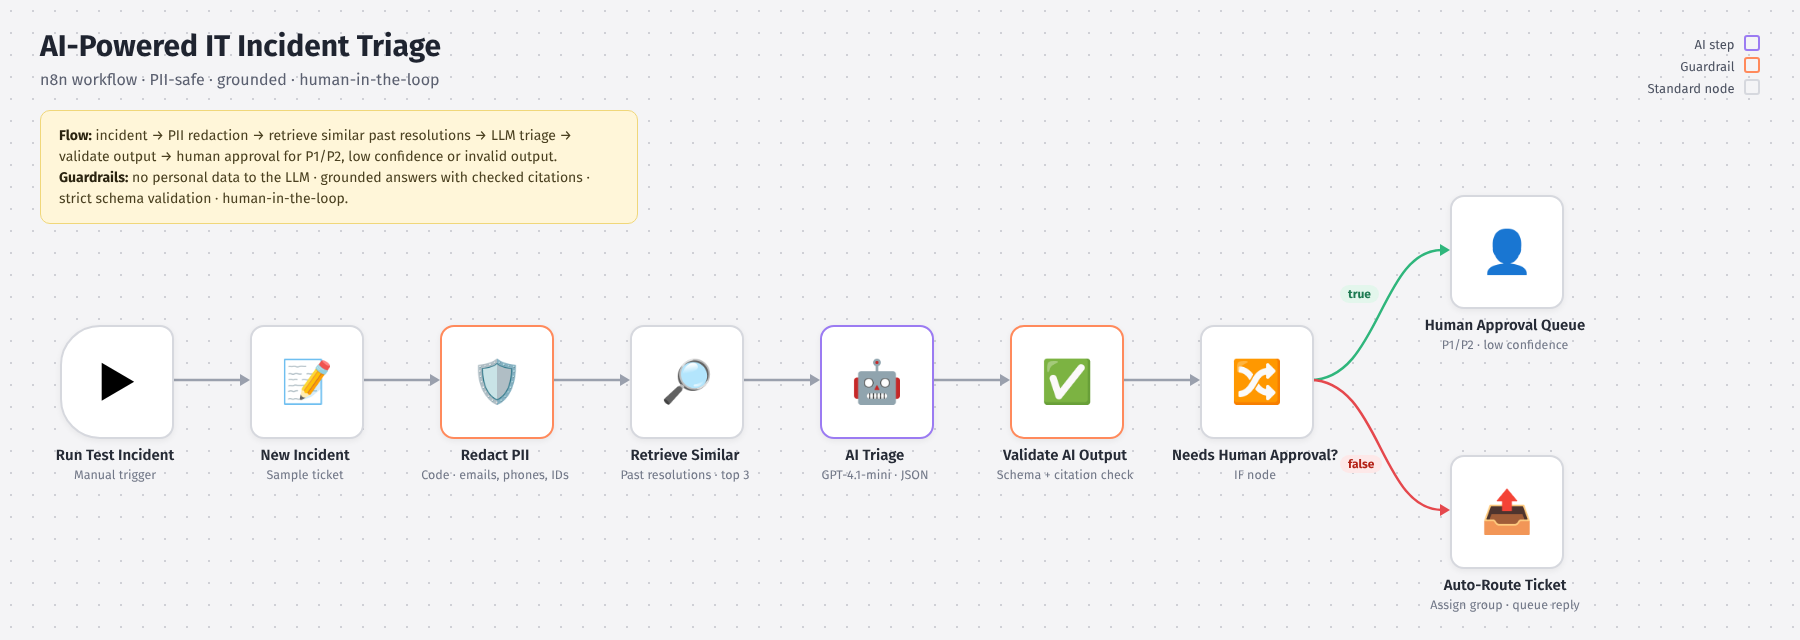 AI-Powered IT Incident Triage
n8n workflow · PII-safe · grounded · human-in-the-loop
AI step
Guardrail
Standard node
Flow: incident → PII redaction → retrieve similar past resolutions → LLM triage →
validate output → human approval for P1/P2, low confidence or invalid output.
Guardrails: no personal data to the LLM · grounded answers with checked citations ·
strict schema validation · human-in-the-loop.
Run Test Incident
Manual trigger
New Incident
Sample ticket
Redact PII
Code · emails, phones, IDs
Retrieve Similar
Past resolutions · top 3
AI Triage
GPT-4.1-mini · JSON
Validate AI Output
Schema + citation check
Needs Human Approval?
IF node
true
Human Approval Queue
P1/P2 · low confidence
false
Auto-Route Ticket
Assign group · queue reply